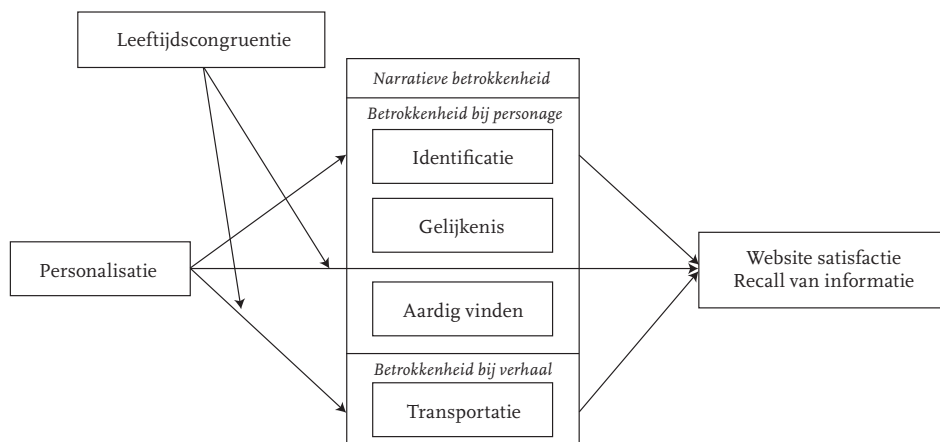 Leeftijdscongruentie
Narratieve betrokkenheid
Betrokkenheid bij personage
Identificatie
Gelijkenis
Personalisatie
Website satisfactie
Recall van informatie
Aardig vinden
Betrokkenheid bij verhaal
Transportatie